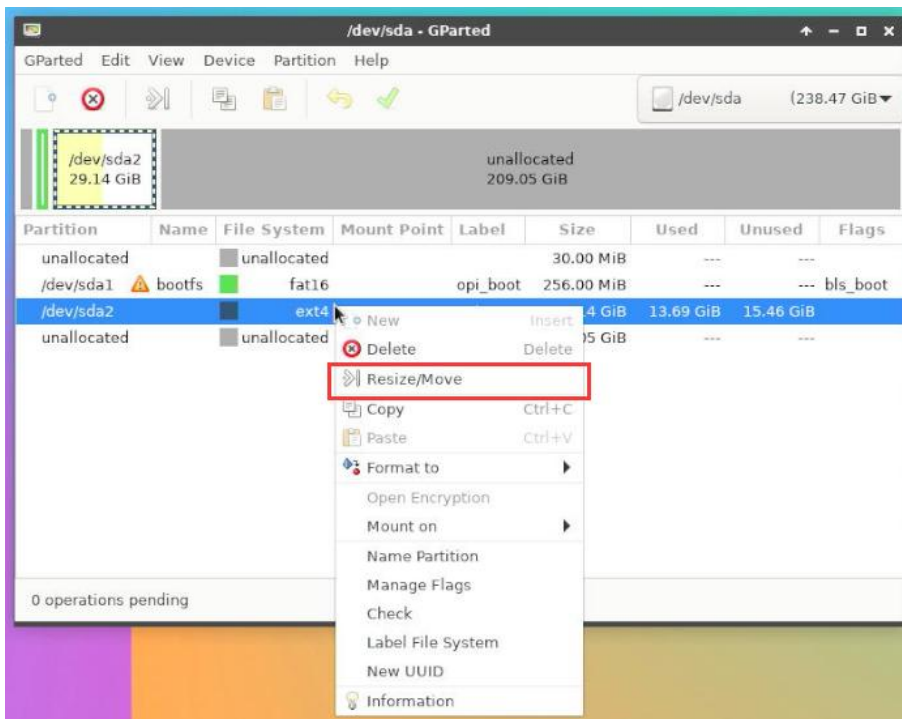 /dev/sda - GParted
GParted Edit View Device Partition Help
/dev/sda (238.47 GiB
/dev/sda2
29.14 GiB
unallocated
209.05 GiB
Partition Name File System Mount Point Label Size Used Unused Flags
unallocated unallocated 30.00 MiB --- ---
/dev/sda1 bootfs fat16 opi_boot 256.00 MiB --- --- bls_boot
/dev/sda2 ext4 4 GiB 13.69 GiB 15.46 GiB
unallocated unallocated 05 GiB --- ---
New Insert
Delete Delete
Resize/Move
Copy Ctrl+C
Paste Ctrl+V
Format to
Open Encryption
Mount on
Name Partition
Manage Flags
Check
Label File System
New UUID
Information
0 operations pending